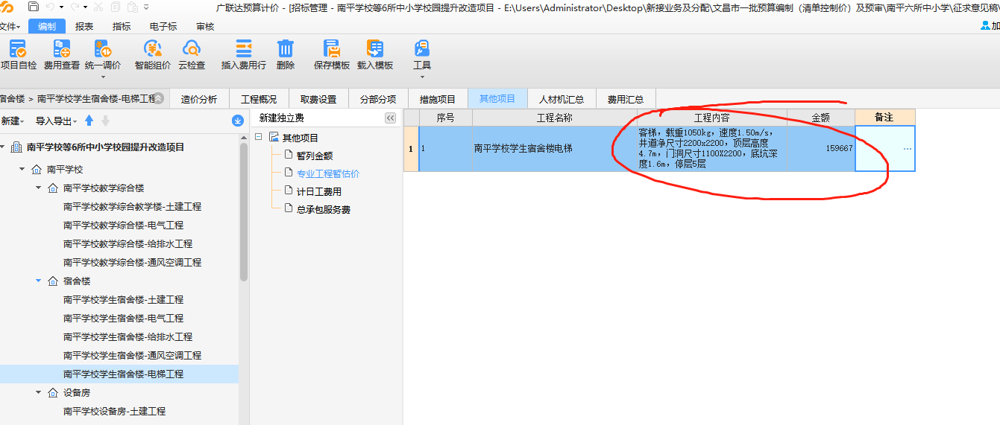 广联达预算计价 - [招标管理 - 南平学校等6所中小学校园提升改造项目 - E:\Users\Administrator\Desktop\新接业务及分配\文昌市一批预算编制（清单控制价）及预审\南平六所中小学\征求意见稿\
文件 编制 报表 指标 电子标 审核 加
项目自检 费用查看 统一调价 智能组价 云检查 插入费用行 删除 保存模板 载入模板 工具
宿舍楼 > 南平学校学生宿舍楼-电梯工程 造价分析 工程概况 取费设置 分部分项 措施项目 其他项目 人材机汇总 费用汇总
新建 导入导出
南平学校等6所中小学校园提升改造项目
南平学校
南平学校教学综合楼
南平学校教学综合教学楼-土建工程
南平学校教学综合楼-电气工程
南平学校教学综合楼-给排水工程
南平学校教学综合楼-通风空调工程
宿舍楼
南平学校学生宿舍楼-土建工程
南平学校学生宿舍楼-电气工程
南平学校学生宿舍楼-给排水工程
南平学校学生宿舍楼-通风空调工程
南平学校学生宿舍楼-电梯工程
设备房
南平学校设备房-土建工程
新建独立费
其他项目
暂列金额
专业工程暂估价
计日工费用
总承包服务费
序号 工程名称 工程内容 金额 备注
1 1 南平学校学生宿舍楼电梯
客梯，载重1050kg，速度1.50m/s，
井道净尺寸2200x2200，顶层高度
4.7m，门洞尺寸1100X2200，底坑深
度1.6m，停层5层
159667 ...